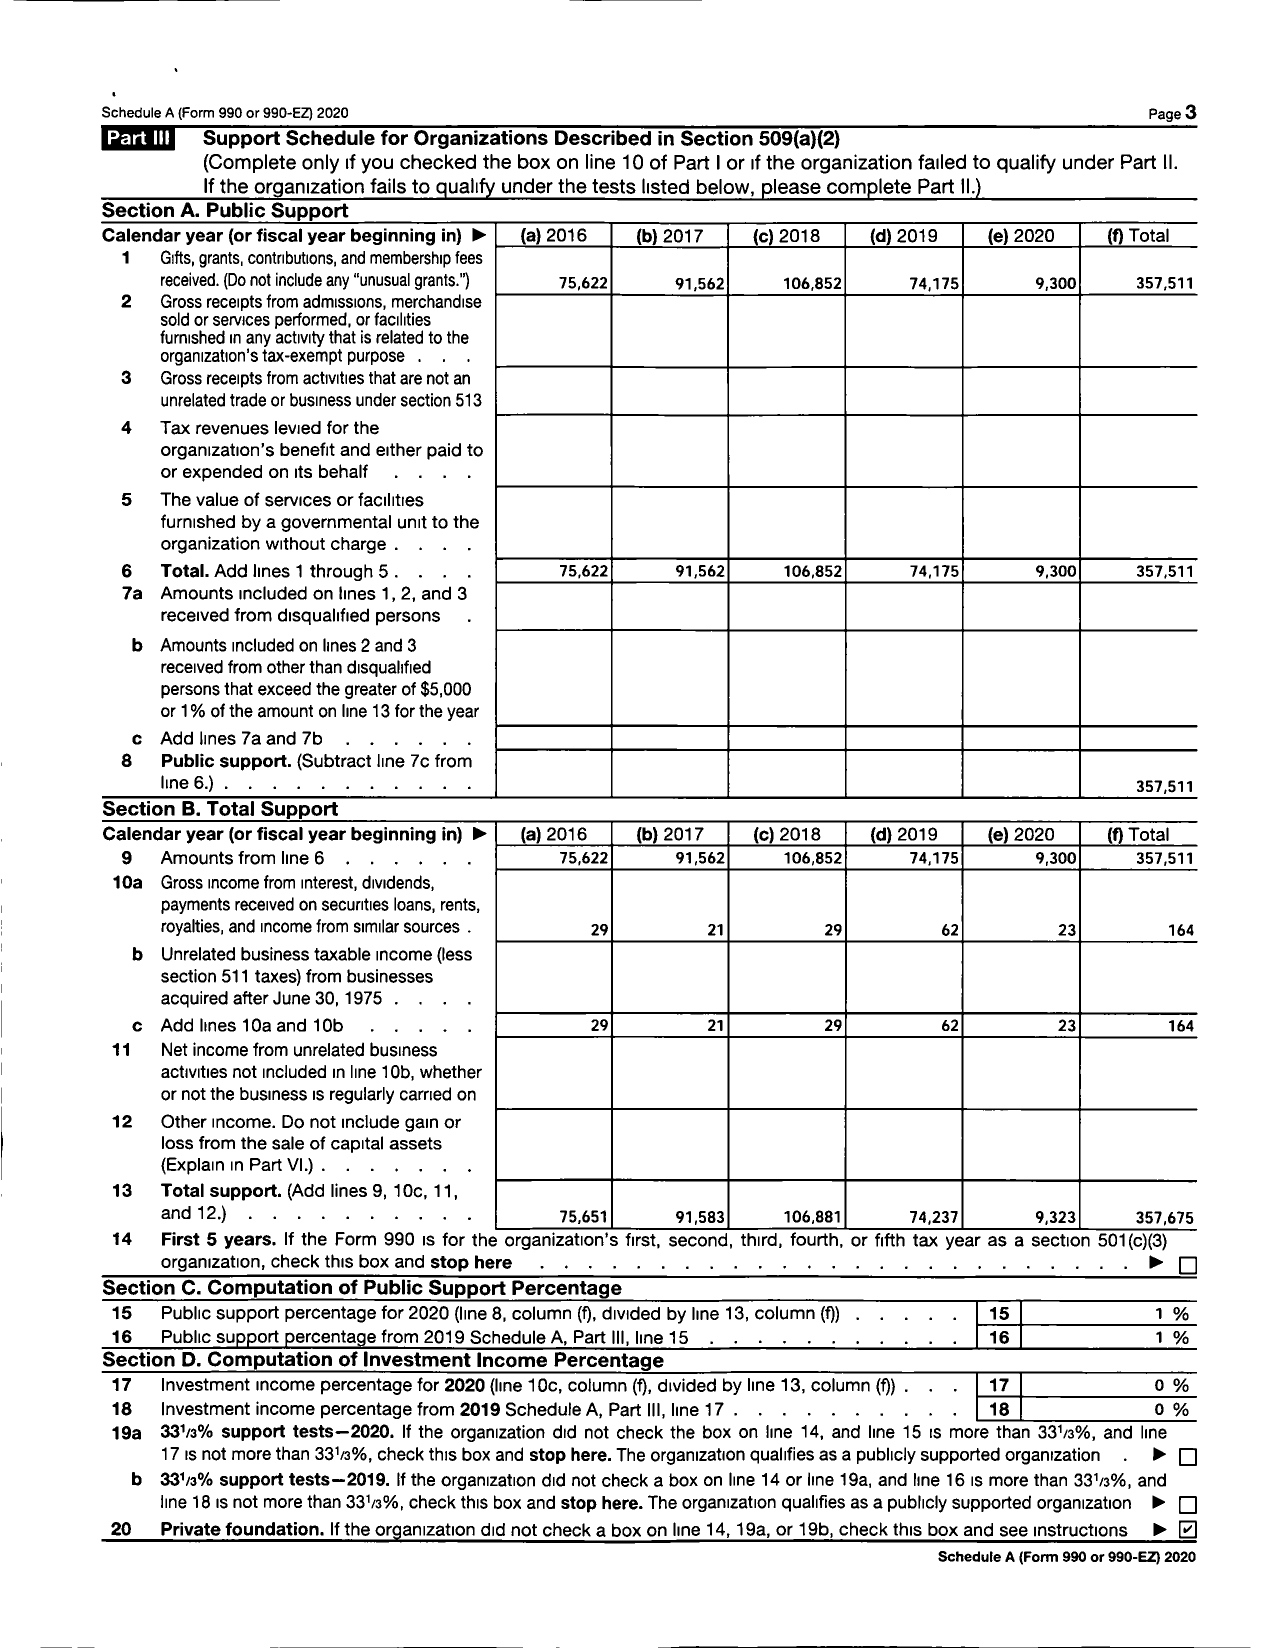 Schedule A (Form 990 or 990-EZ) 2020 Page 3
Part III Support Schedule for Organizations Described in Section 509(a)(2)
(Complete only if you checked the box on line 10 of Part I or if the organization failed to qualify under Part II.
If the organization fails to qualify under the tests listed below, please complete Part II.)
Section A. Public Support
Calendar year (or fiscal year beginning in) ▶ (a) 2016 (b) 2017 (c) 2018 (d) 2019 (e) 2020 (f) Total
1 Gifts, grants, contributions, and membership fees
received. (Do not include any "unusual grants.") 75,622 91,562 106,852 74,175 9,300 357,511
2 Gross receipts from admissions, merchandise
sold or services performed, or facilities
furnished in any activity that is related to the
organization's tax-exempt purpose . . .
3 Gross receipts from activities that are not an
unrelated trade or business under section 513
4 Tax revenues levied for the
organization's benefit and either paid to
or expended on its behalf . . . .
5 The value of services or facilities
furnished by a governmental unit to the
organization without charge . . . .
6 Total. Add lines 1 through 5 . . . . 75,622 91,562 106,852 74,175 9,300 357,511
7a Amounts included on lines 1, 2, and 3
received from disqualified persons .
b Amounts included on lines 2 and 3
received from other than disqualified
persons that exceed the greater of $5,000
or 1% of the amount on line 13 for the year
c Add lines 7a and 7b . . . . . .
8 Public support. (Subtract line 7c from
line 6.) . . . . . . . . . . . 357,511
Section B. Total Support
Calendar year (or fiscal year beginning in) ▶ (a) 2016 (b) 2017 (c) 2018 (d) 2019 (e) 2020 (f) Total
9 Amounts from line 6 . . . . . . 75,622 91,562 106,852 74,175 9,300 357,511
10a Gross income from interest, dividends,
payments received on securities loans, rents,
royalties, and income from similar sources . 29 21 29 62 23 164
b Unrelated business taxable income (less
section 511 taxes) from businesses
acquired after June 30, 1975 . . . .
c Add lines 10a and 10b . . . . . 29 21 29 62 23 164
11 Net income from unrelated business
activities not included in line 10b, whether
or not the business is regularly carried on
12 Other income. Do not include gain or
loss from the sale of capital assets
(Explain in Part VI.) . . . . . . .
13 Total support. (Add lines 9, 10c, 11,
and 12.) . . . . . . . . . . 75,651 91,583 106,881 74,237 9,323 357,675
14 First 5 years. If the Form 990 is for the organization's first, second, third, fourth, or fifth tax year as a section 501(c)(3)
organization, check this box and stop here . . . . . . . . . . . . . . . . . . . . . . . . . ▶ ☐
Section C. Computation of Public Support Percentage
15 Public support percentage for 2020 (line 8, column (f), divided by line 13, column (f)) . . . . . 15 1 %
16 Public support percentage from 2019 Schedule A, Part III, line 15 . . . . . . . . . . . 16 1 %
Section D. Computation of Investment Income Percentage
17 Investment income percentage for 2020 (line 10c, column (f), divided by line 13, column (f)) . . . 17 0 %
18 Investment income percentage from 2019 Schedule A, Part III, line 17 . . . . . . . . . . 18 0 %
19a 33 1/3% support tests—2020. If the organization did not check the box on line 14, and line 15 is more than 33 1/3%, and line
17 is not more than 33 1/3%, check this box and stop here. The organization qualifies as a publicly supported organization . ▶ ☐
b 33 1/3% support tests—2019. If the organization did not check a box on line 14 or line 19a, and line 16 is more than 33 1/3%, and
line 18 is not more than 33 1/3%, check this box and stop here. The organization qualifies as a publicly supported organization ▶ ☐
20 Private foundation. If the organization did not check a box on line 14, 19a, or 19b, check this box and see instructions ▶ ☑
Schedule A (Form 990 or 990-EZ) 2020